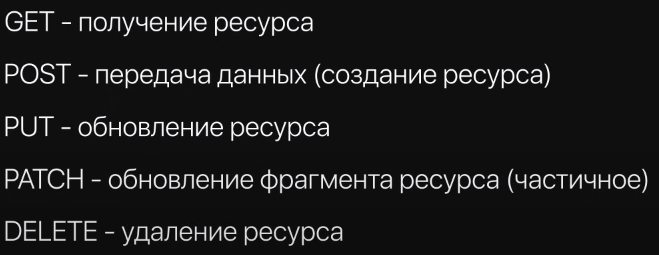 GET - получение ресурса
POST - передача данных (создание ресурса)
PUT - обновление ресурса
PATCH - обновление фрагмента ресурса (частичное)
DELETE - удаление ресурса